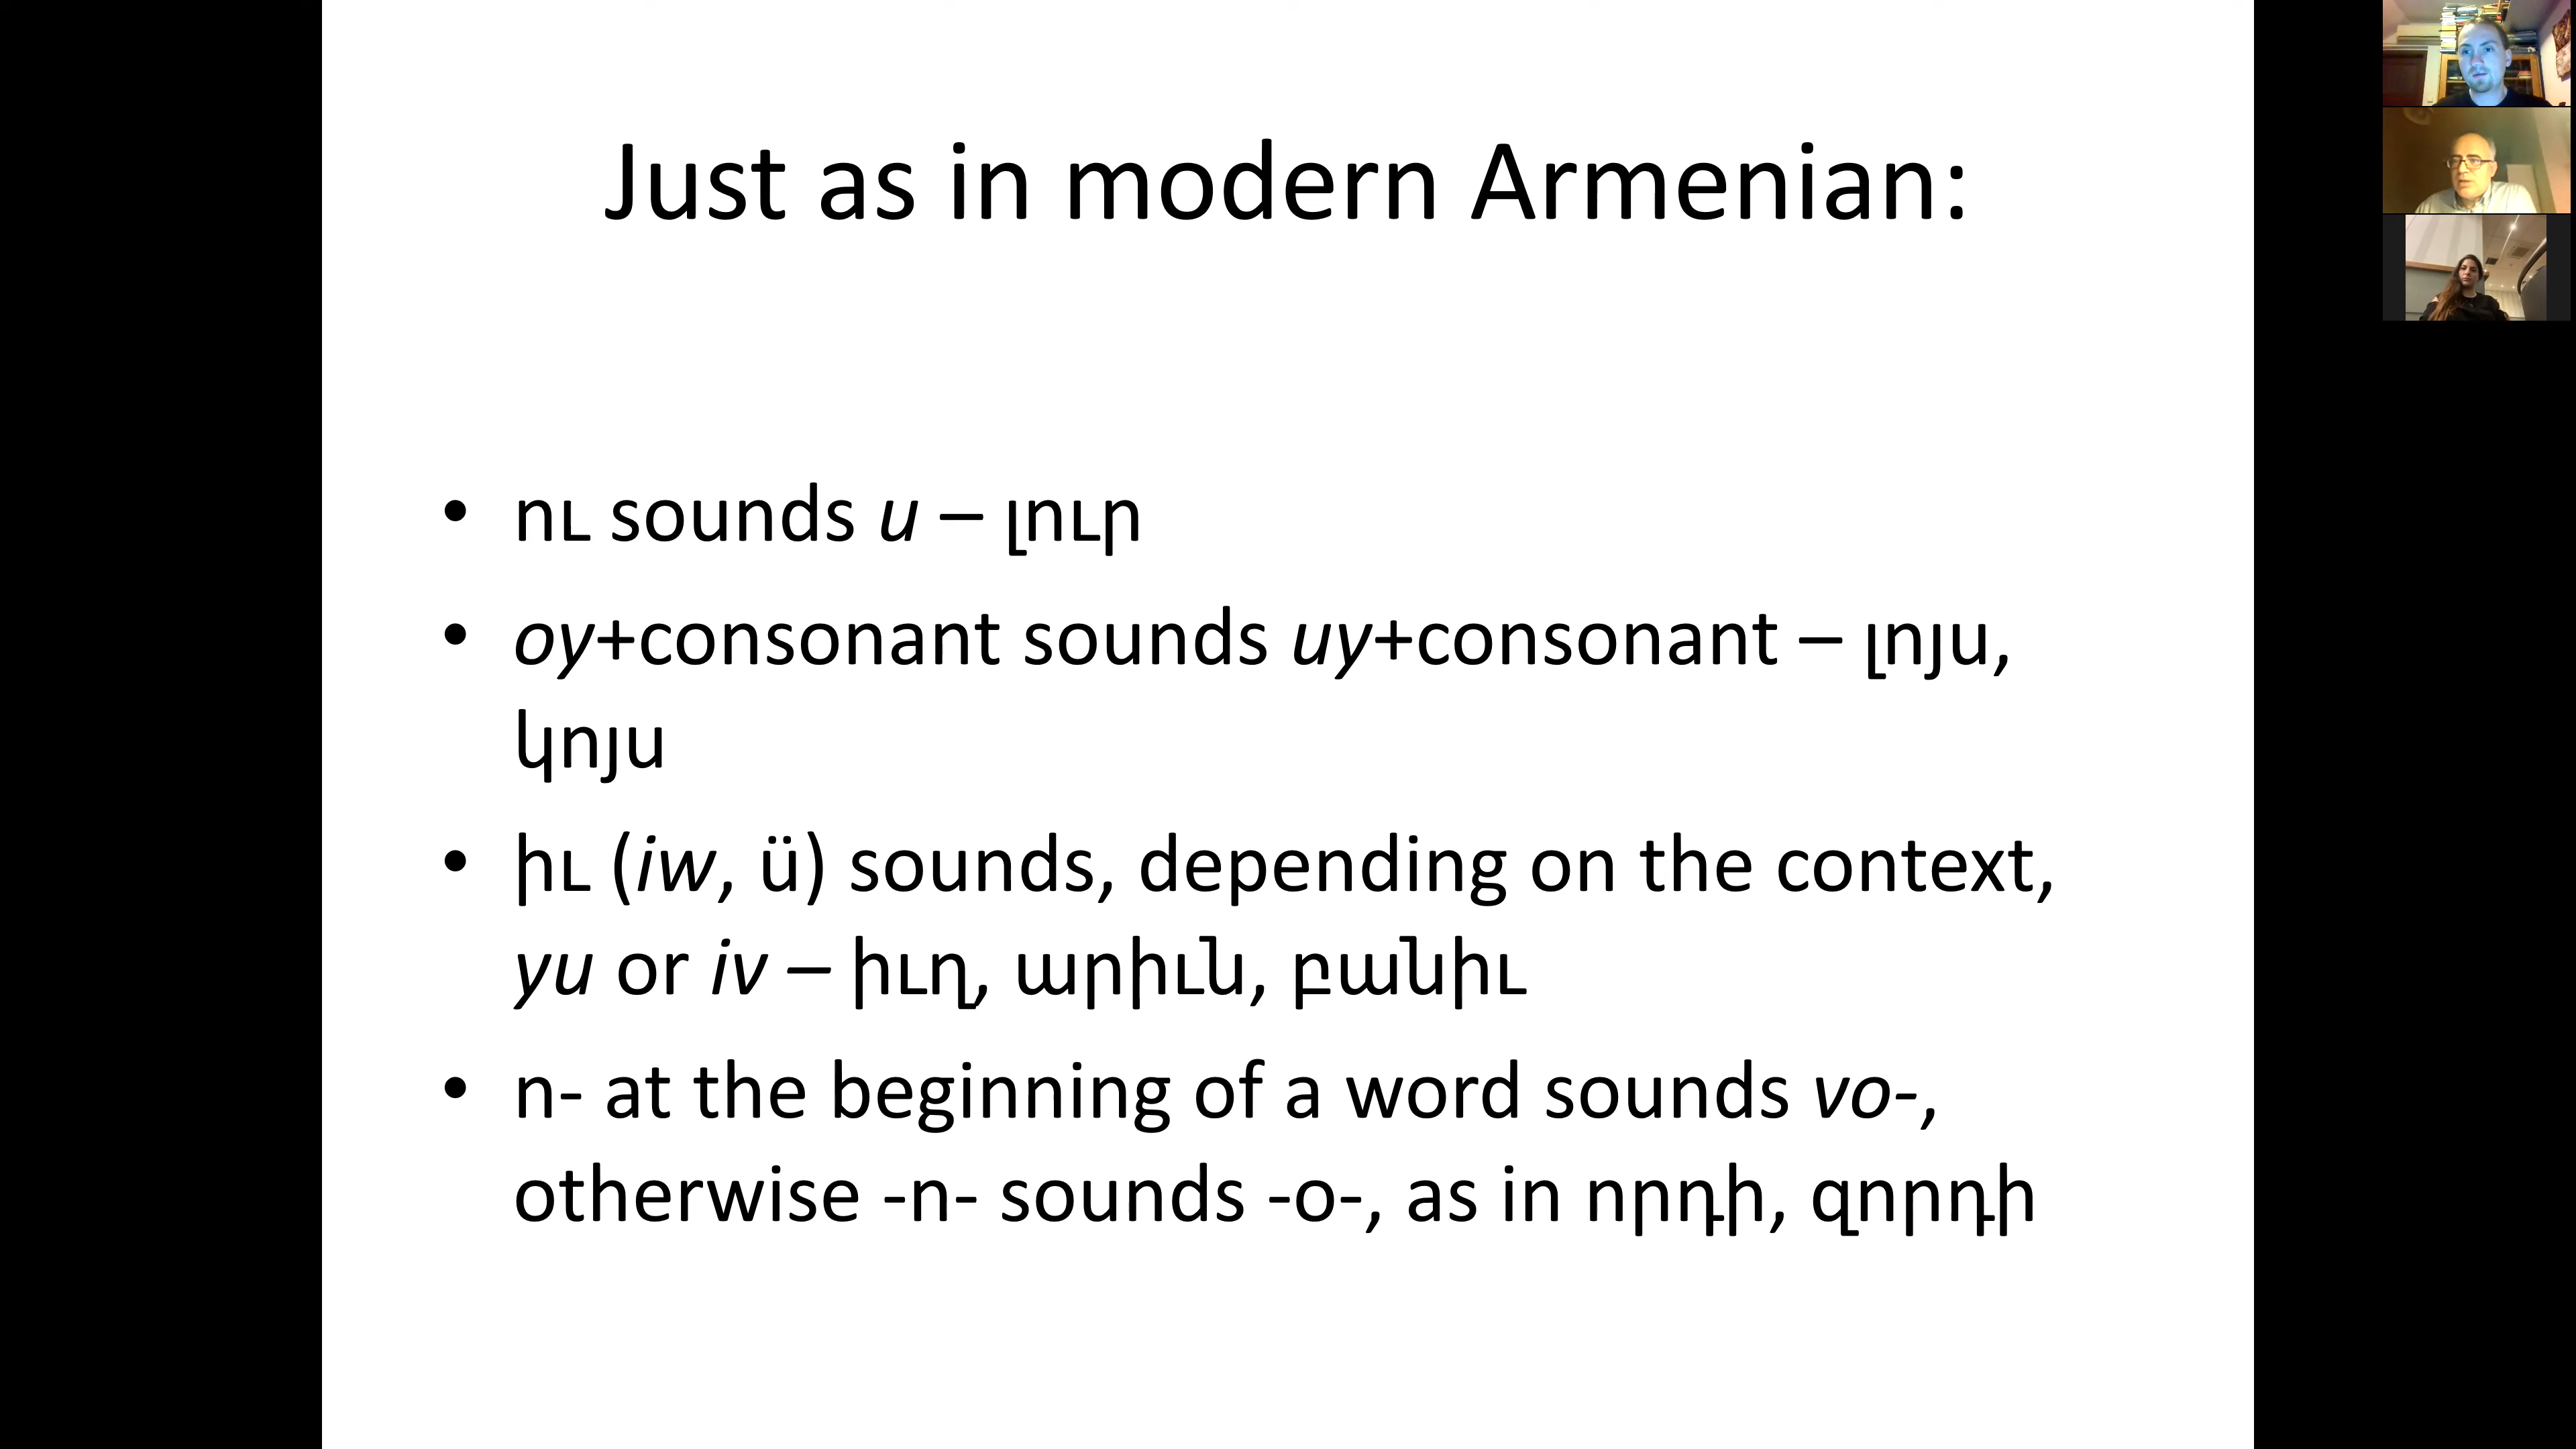 Just as in modern Armenian:
• ու sounds u – լուր
• oy+consonant sounds uy+consonant – լոյս,
կոյս
• իւ (iw, ü) sounds, depending on the context,
yu or iv – իւղ, արիւն, բանիւ
• ո- at the beginning of a word sounds vo-,
otherwise -ո- sounds -o-, as in որդի, զորդի